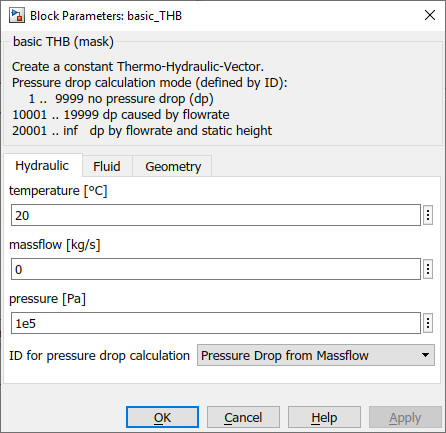 Block Parameters: basic_THB
basic THB (mask)
Create a constant Thermo-Hydraulic-Vector.
Pressure drop calculation mode (defined by ID):
1 .. 9999 no pressure drop (dp)
10001 .. 19999 dp caused by flowrate
20001 .. inf dp by flowrate and static height
Hydraulic Fluid Geometry
temperature [°C]
20
massflow [kg/s]
0
pressure [Pa]
1e5
ID for pressure drop calculation Pressure Drop from Massflow
OK Cancel Help Apply